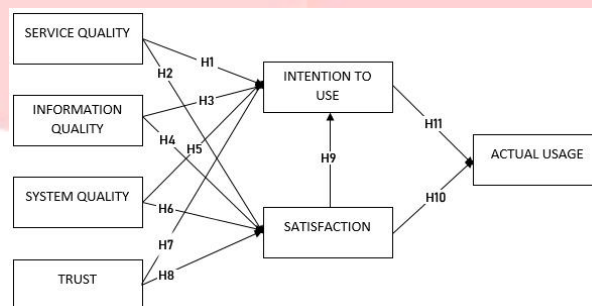 SERVICE QUALITY
H1
H2
INTENTION TO
USE
INFORMATION
QUALITY
H3
H4
H11
H5
H9
ACTUAL USAGE
SYSTEM QUALITY
H10
H6
SATISFACTION
H7
TRUST
H8